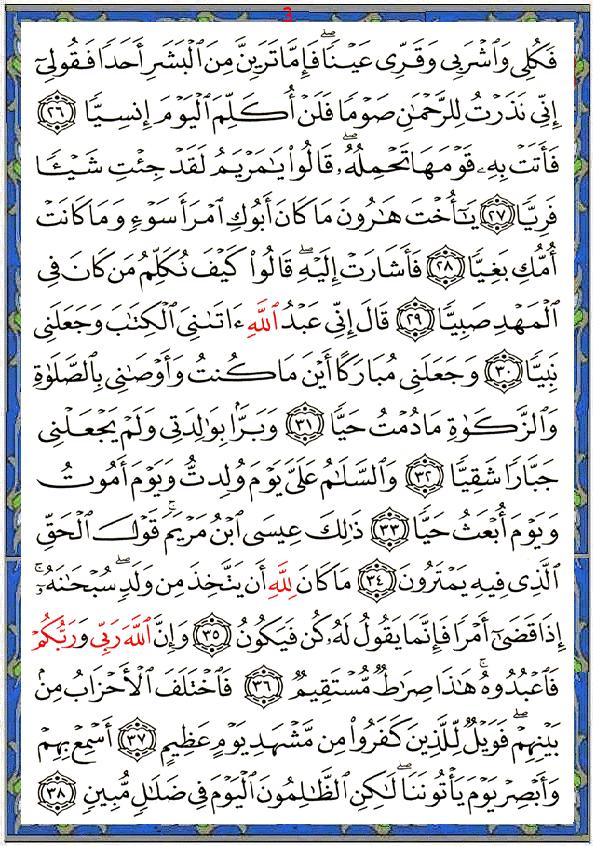 3
فَكُلِي وَٱشۡرَبِي وَقَرِّي عَيۡنٗاۖ فَإِمَّا تَرَيِنَّ مِنَ ٱلۡبَشَرِ أَحَدٗا فَقُولِيٓ
إِنِّي نَذَرۡتُ لِلرَّحۡمَٰنِ صَوۡمٗا فَلَنۡ أُكَلِّمَ ٱلۡيَوۡمَ إِنسِيّٗا ٢٦
فَأَتَتۡ بِهِۦ قَوۡمَهَا تَحۡمِلُهُۥۖ قَالُواْ يَٰمَرۡيَمُ لَقَدۡ جِئۡتِ شَيۡـٔٗا
فَرِيّٗا ٢٧ يَٰٓأُخۡتَ هَٰرُونَ مَا كَانَ أَبُوكِ ٱمۡرَأَ سَوۡءٖ وَمَا كَانَتۡ
أُمُّكِ بَغِيّٗا ٢٨ فَأَشَارَتۡ إِلَيۡهِۖ قَالُواْ كَيۡفَ نُكَلِّمُ مَن كَانَ فِي
ٱلۡمَهۡدِ صَبِيّٗا ٢٩ قَالَ إِنِّي عَبۡدُ ٱللَّهِ ءَاتَىٰنِيَ ٱلۡكِتَٰبَ وَجَعَلَنِي
نَبِيّٗا ٣٠ وَجَعَلَنِي مُبَارَكًا أَيۡنَ مَا كُنتُ وَأَوۡصَٰنِي بِٱلصَّلَوٰةِ
وَٱلزَّكَوٰةِ مَا دُمۡتُ حَيّٗا ٣١ وَبَرَّۢا بِوَٰلِدَتِي وَلَمۡ يَجۡعَلۡنِي
جَبَّارٗا شَقِيّٗا ٣٢ وَٱلسَّلَٰمُ عَلَيَّ يَوۡمَ وُلِدتُّ وَيَوۡمَ أَمُوتُ
وَيَوۡمَ أُبۡعَثُ حَيّٗا ٣٣ ذَٰلِكَ عِيسَى ٱبۡنُ مَرۡيَمَۖ قَوۡلَ ٱلۡحَقِّ
ٱلَّذِي فِيهِ يَمۡتَرُونَ ٣٤ مَا كَانَ لِلَّهِ أَن يَتَّخِذَ مِن وَلَدٖۖ سُبۡحَٰنَهُۥٓۚ
إِذَا قَضَىٰٓ أَمۡرٗا فَإِنَّمَا يَقُولُ لَهُۥ كُن فَيَكُونُ ٣٥ وَإِنَّ ٱللَّهَ رَبِّي وَرَبُّكُمۡ
فَٱعۡبُدُوهُۚ هَٰذَا صِرَٰطٞ مُّسۡتَقِيمٞ ٣٦ فَٱخۡتَلَفَ ٱلۡأَحۡزَابُ مِنۢ
بَيۡنِهِمۡۖ فَوَيۡلٞ لِّلَّذِينَ كَفَرُواْ مِن مَّشۡهَدِ يَوۡمٍ عَظِيمٍ ٣٧ أَسۡمِعۡ بِهِمۡ
وَأَبۡصِرۡ يَوۡمَ يَأۡتُونَنَاۖ لَٰكِنِ ٱلظَّٰلِمُونَ ٱلۡيَوۡمَ فِي ضَلَٰلٖ مُّبِينٖ ٣٨